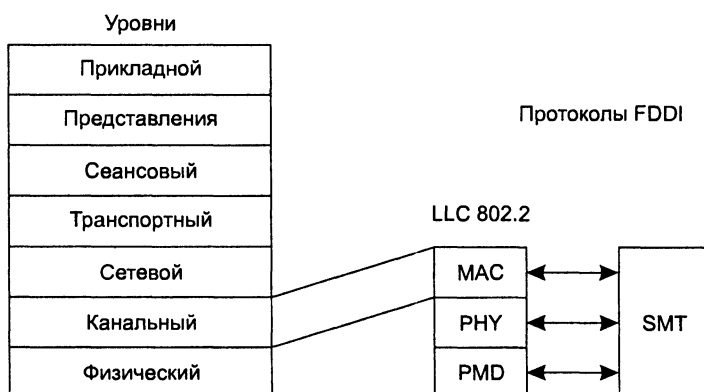 Уровни
Прикладной
Представления
Сеансовый
Транспортный
Сетевой
Канальный
Физический
Протоколы FDDI
LLC 802.2
MAC
PHY
PMD
SMT